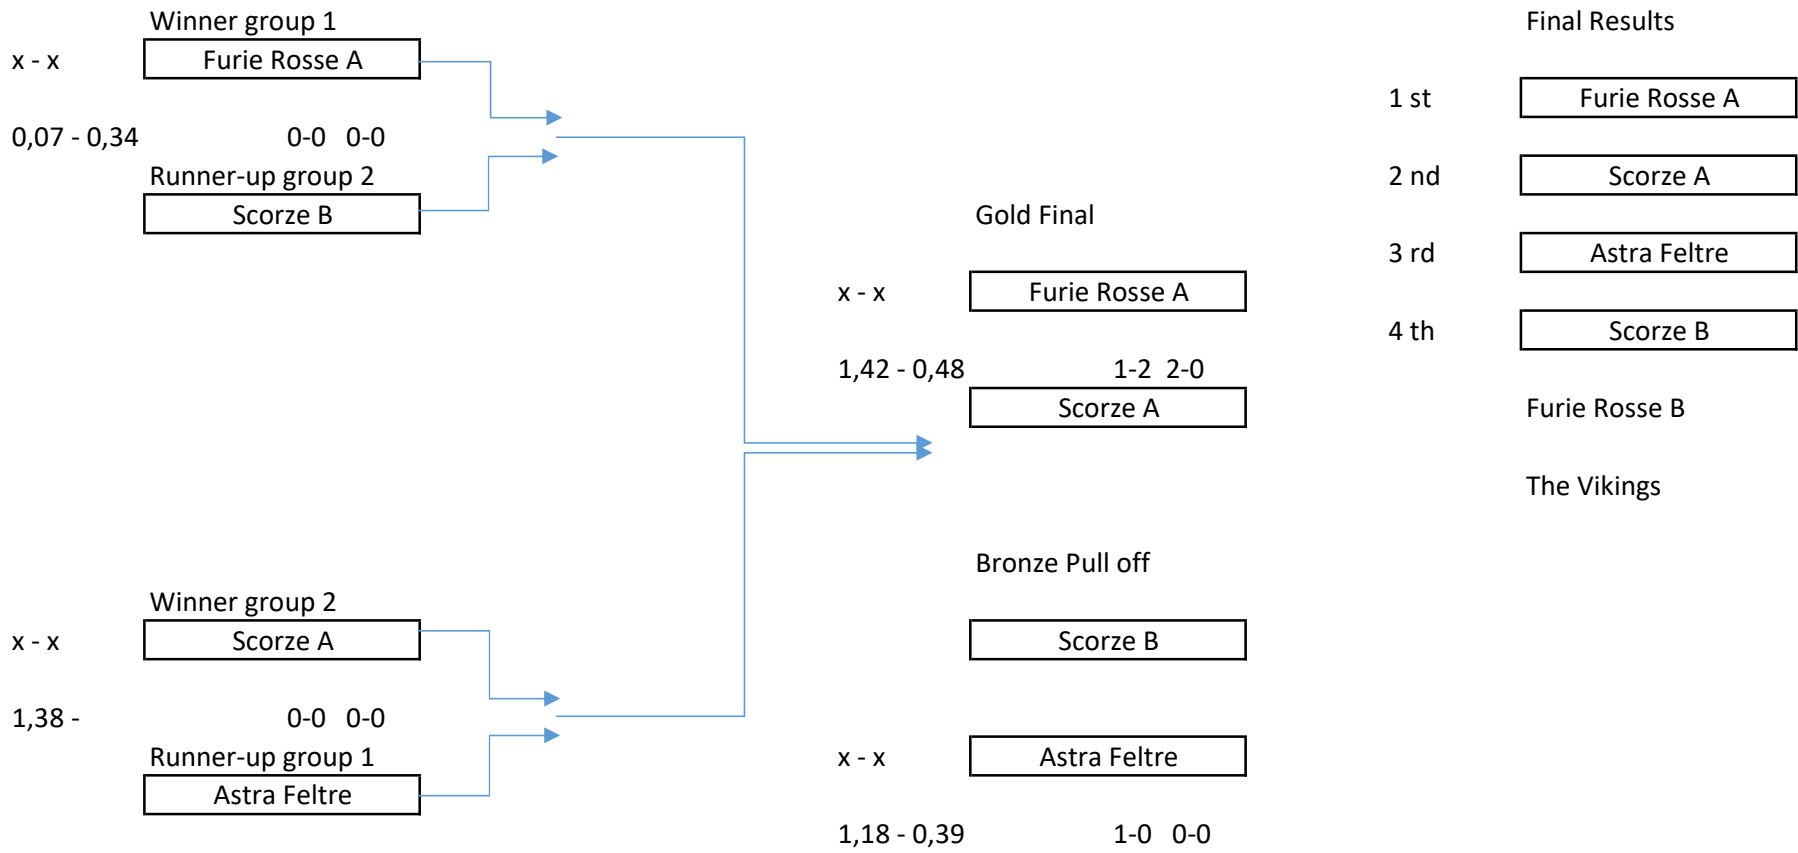 Winner group 1
x - x
Furie Rosse A
0,07 - 0,34 0-0 0-0
Runner-up group 2
Scorze B
Winner group 2
x - x
Scorze A
1,38 - 0-0 0-0
Runner-up group 1
Astra Feltre
Gold Final
x - x
Furie Rosse A
1,42 - 0,48 1-2 2-0
Scorze A
Bronze Pull off
Scorze B
x - x
Astra Feltre
1,18 - 0,39 1-0 0-0
Final Results
1 st Furie Rosse A
2 nd Scorze A
3 rd Astra Feltre
4 th Scorze B
Furie Rosse B
The Vikings